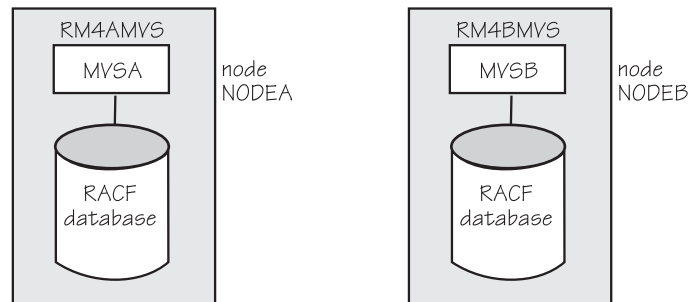 RM4AMVS
MVSA
node
NODEA
RACF
database
RM4BMVS
MVSB
node
NODEB
RACF
database